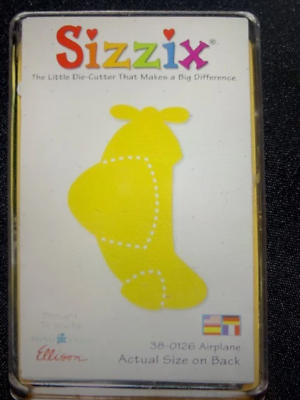 Sizzix®
The Little Die-Cutter That Makes a Big Difference
Ellison
38-0126 Airplane
Actual Size on Back